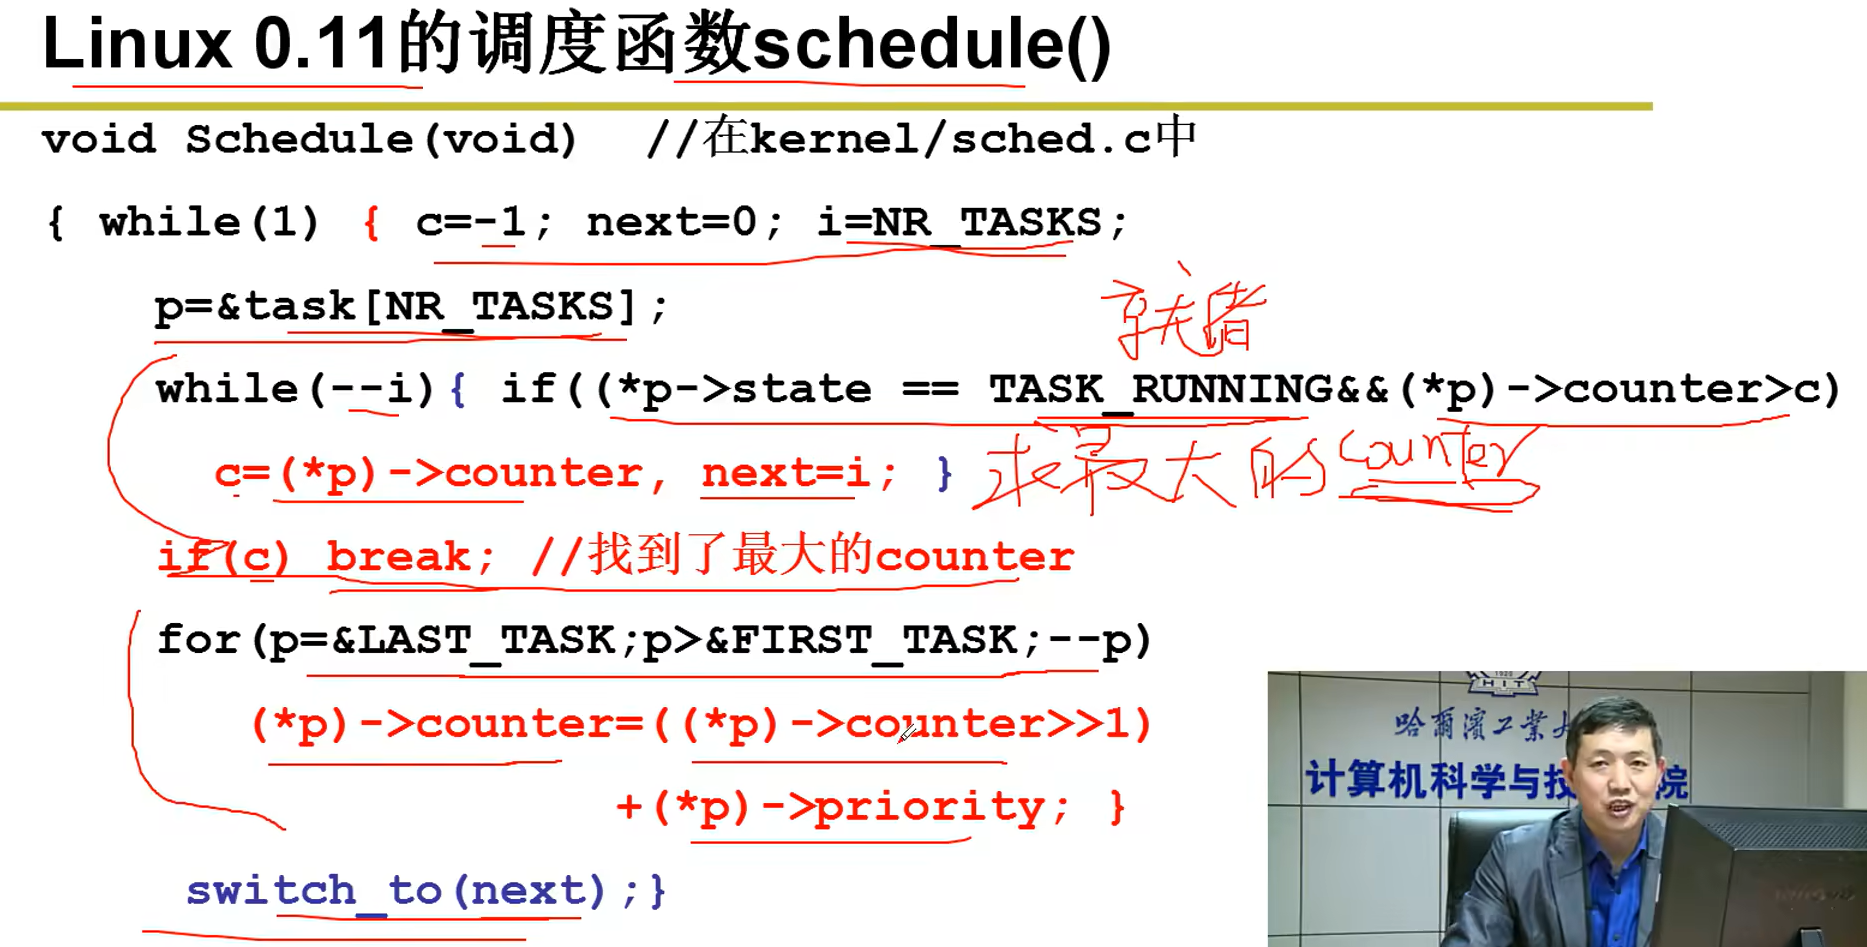 Linux 0.11的调度函数schedule()
void Schedule(void) //在kernel/sched.c中
{ while(1) { c=-1; next=0; i=NR_TASKS;
p=&task[NR_TASKS];
就绪
while(--i){ if((*p->state == TASK_RUNNING&&(*p)->counter>c)
c=(*p)->counter, next=i; } 求最大的counter
if(c) break; //找到了最大的counter
for(p=&LAST_TASK;p>&FIRST_TASK;--p)
(*p)->counter=((*p)->counter>>1)
+(*p)->priority; }
switch_to(next);}
1920
HIT
哈爾濱工業大
计算机科学与技 院